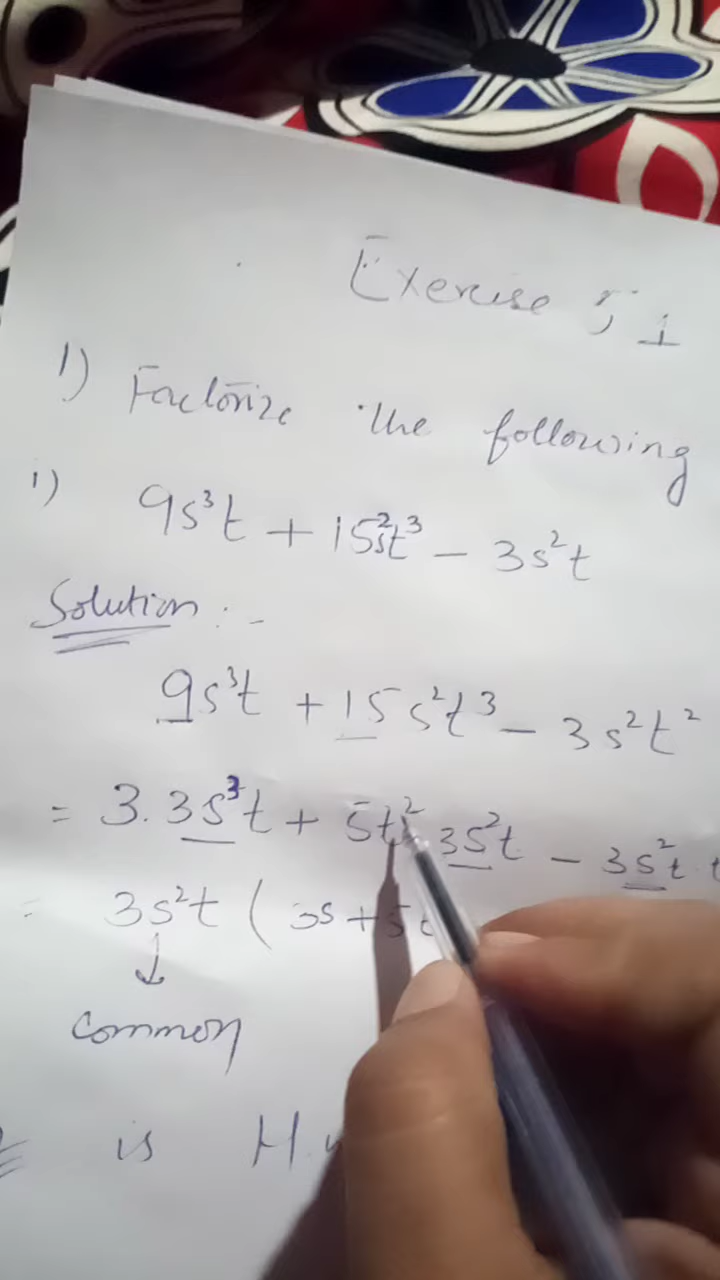 Exercise 5 1
1) Factorize the following
1) 9s³t + 15s²t³ - 3s²t
Solution :-
9s³t + 15s²t³ - 3s²t²
= 3.3s³t + 5t² 3s²t - 3s²t t
= 3s²t ( 3s + 5t
↓
common
is H.